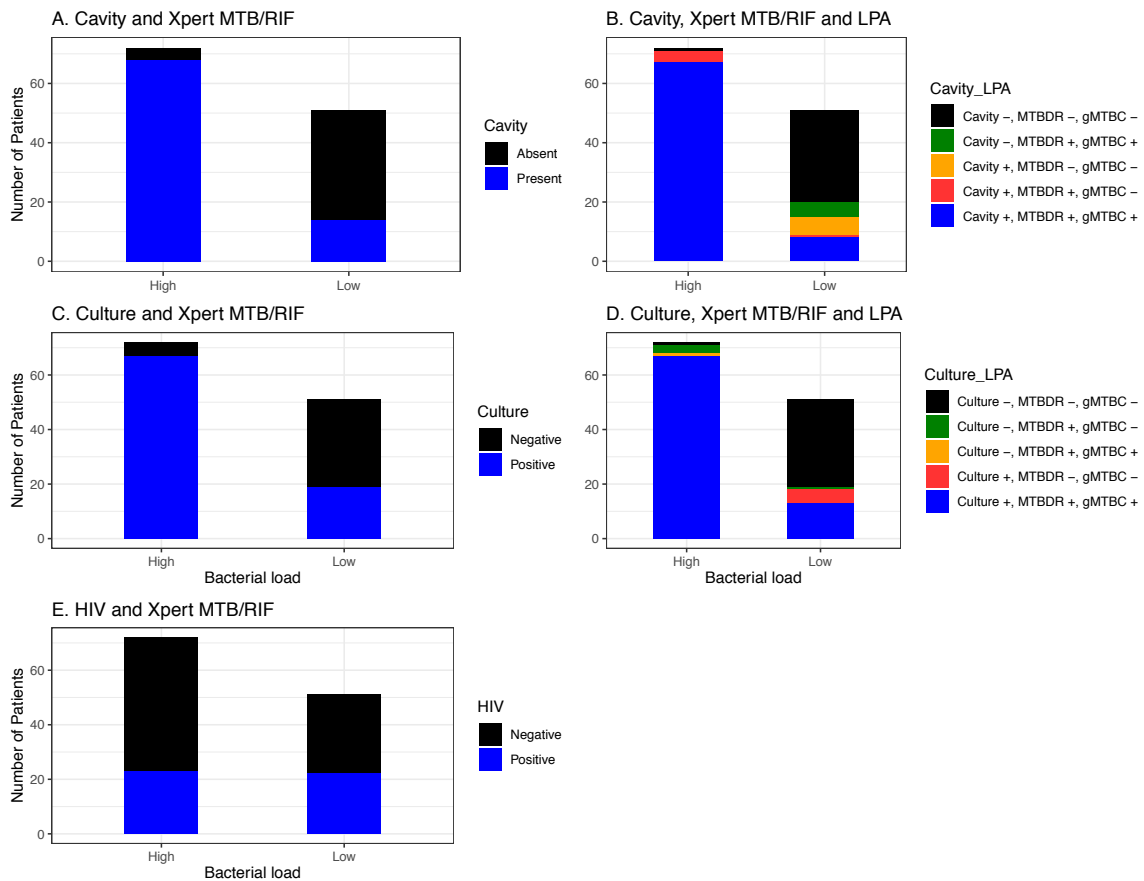 A. Cavity and Xpert MTB/RIF
Number of Patients
60
40
20
0
High
Low
Cavity
Absent
Present
B. Cavity, Xpert MTB/RIF and LPA
60
40
20
0
High
Low
Cavity_LPA
Cavity −, MTBDR −, gMTBC −
Cavity −, MTBDR +, gMTBC +
Cavity +, MTBDR −, gMTBC −
Cavity +, MTBDR +, gMTBC −
Cavity +, MTBDR +, gMTBC +
C. Culture and Xpert MTB/RIF
Number of Patients
60
40
20
0
High
Low
Bacterial load
Culture
Negative
Positive
D. Culture, Xpert MTB/RIF and LPA
60
40
20
0
High
Low
Bacterial load
Culture_LPA
Culture −, MTBDR −, gMTBC −
Culture −, MTBDR +, gMTBC −
Culture −, MTBDR +, gMTBC +
Culture +, MTBDR −, gMTBC −
Culture +, MTBDR +, gMTBC +
E. HIV and Xpert MTB/RIF
Number of Patients
60
40
20
0
High
Low
Bacterial load
HIV
Negative
Positive